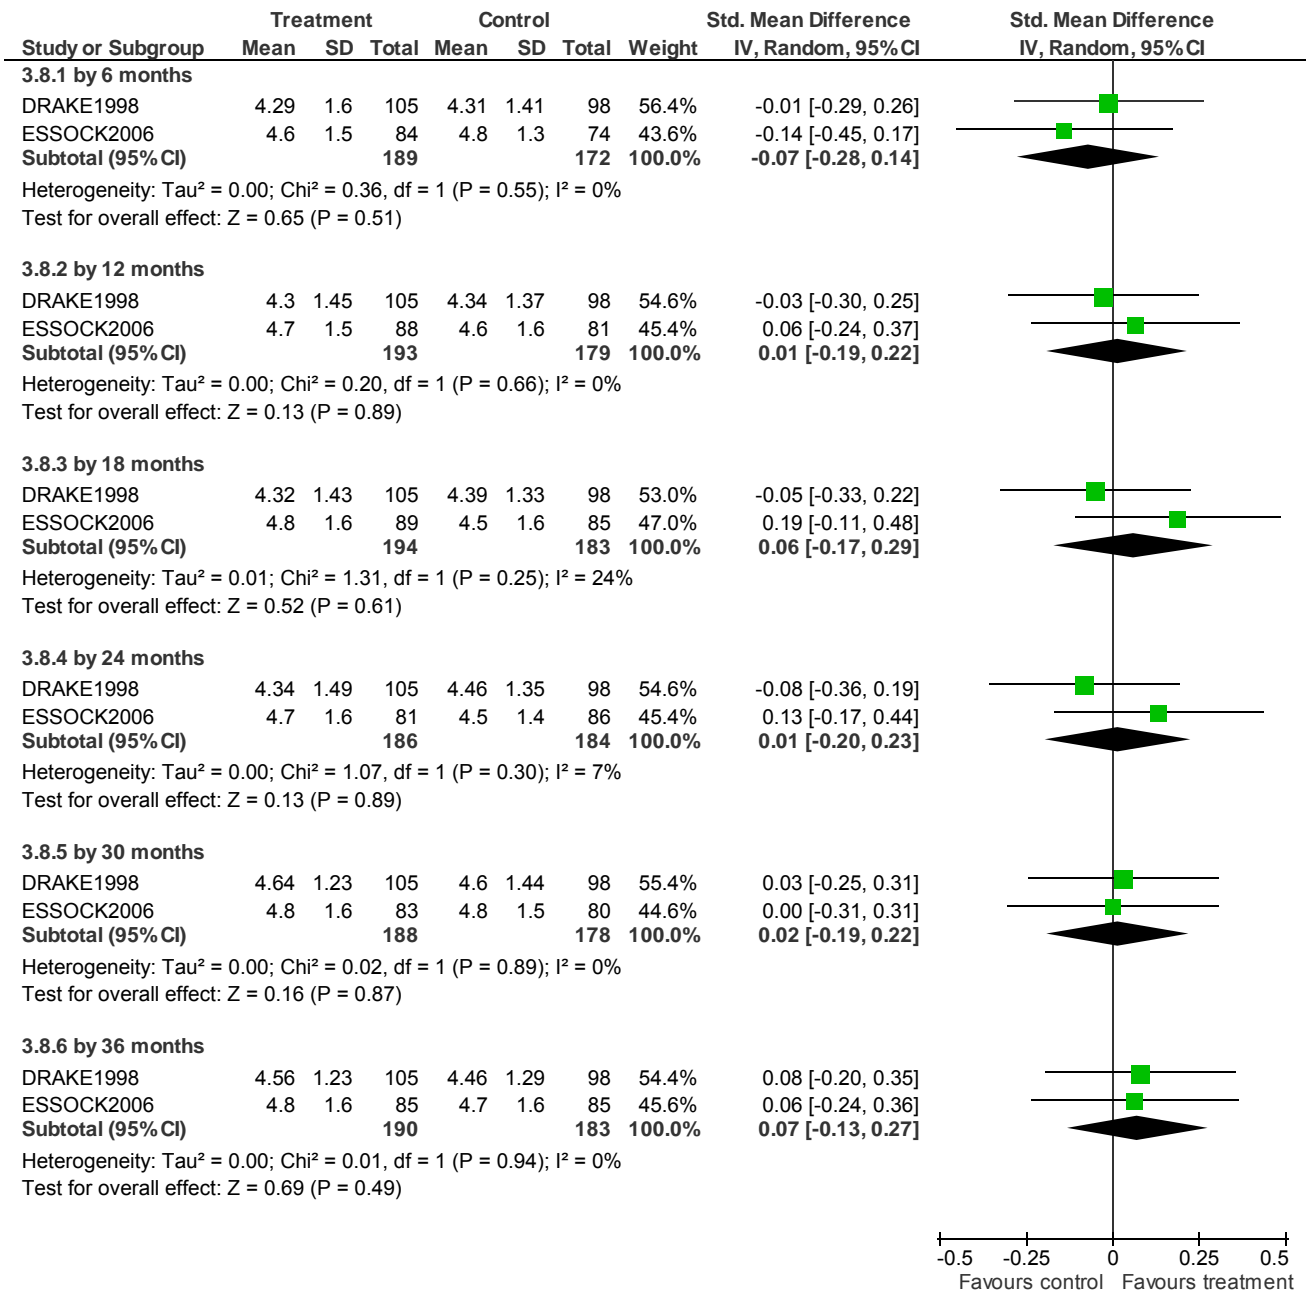 Treatment Control Std. Mean Difference Std. Mean Difference
Study or Subgroup Mean SD Total Mean SD Total Weight IV, Random, 95% CI IV, Random, 95% CI
3.8.1 by 6 months
DRAKE1998 4.29 1.6 105 4.31 1.41 98 56.4% -0.01 [-0.29, 0.26]
ESSOCK2006 4.6 1.5 84 4.8 1.3 74 43.6% -0.14 [-0.45, 0.17]
Subtotal (95% CI) 189 172 100.0% -0.07 [-0.28, 0.14]
Heterogeneity: Tau² = 0.00; Chi² = 0.36, df = 1 (P = 0.55); I² = 0%
Test for overall effect: Z = 0.65 (P = 0.51)
3.8.2 by 12 months
DRAKE1998 4.3 1.45 105 4.34 1.37 98 54.6% -0.03 [-0.30, 0.25]
ESSOCK2006 4.7 1.5 88 4.6 1.6 81 45.4% 0.06 [-0.24, 0.37]
Subtotal (95% CI) 193 179 100.0% 0.01 [-0.19, 0.22]
Heterogeneity: Tau² = 0.00; Chi² = 0.20, df = 1 (P = 0.66); I² = 0%
Test for overall effect: Z = 0.13 (P = 0.89)
3.8.3 by 18 months
DRAKE1998 4.32 1.43 105 4.39 1.33 98 53.0% -0.05 [-0.33, 0.22]
ESSOCK2006 4.8 1.6 89 4.5 1.6 85 47.0% 0.19 [-0.11, 0.48]
Subtotal (95% CI) 194 183 100.0% 0.06 [-0.17, 0.29]
Heterogeneity: Tau² = 0.01; Chi² = 1.31, df = 1 (P = 0.25); I² = 24%
Test for overall effect: Z = 0.52 (P = 0.61)
3.8.4 by 24 months
DRAKE1998 4.34 1.49 105 4.46 1.35 98 54.6% -0.08 [-0.36, 0.19]
ESSOCK2006 4.7 1.6 81 4.5 1.4 86 45.4% 0.13 [-0.17, 0.44]
Subtotal (95% CI) 186 184 100.0% 0.01 [-0.20, 0.23]
Heterogeneity: Tau² = 0.00; Chi² = 1.07, df = 1 (P = 0.30); I² = 7%
Test for overall effect: Z = 0.13 (P = 0.89)
3.8.5 by 30 months
DRAKE1998 4.64 1.23 105 4.6 1.44 98 55.4% 0.03 [-0.25, 0.31]
ESSOCK2006 4.8 1.6 83 4.8 1.5 80 44.6% 0.00 [-0.31, 0.31]
Subtotal (95% CI) 188 178 100.0% 0.02 [-0.19, 0.22]
Heterogeneity: Tau² = 0.00; Chi² = 0.02, df = 1 (P = 0.89); I² = 0%
Test for overall effect: Z = 0.16 (P = 0.87)
3.8.6 by 36 months
DRAKE1998 4.56 1.23 105 4.46 1.29 98 54.4% 0.08 [-0.20, 0.35]
ESSOCK2006 4.8 1.6 85 4.7 1.6 85 45.6% 0.06 [-0.24, 0.36]
Subtotal (95% CI) 190 183 100.0% 0.07 [-0.13, 0.27]
Heterogeneity: Tau² = 0.00; Chi² = 0.01, df = 1 (P = 0.94); I² = 0%
Test for overall effect: Z = 0.69 (P = 0.49)
-0.5 -0.25 0 0.25 0.5
Favours control Favours treatment